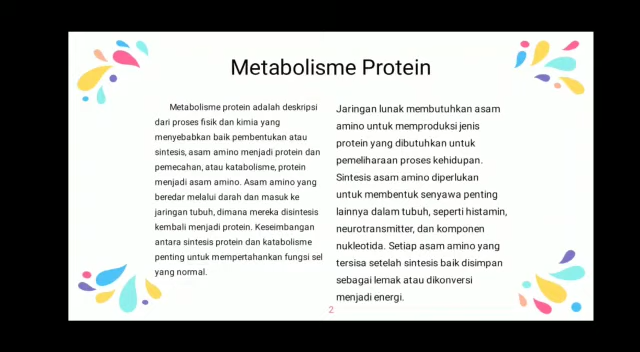 Metabolisme Protein
Metabolisme protein adalah deskripsi
dari proses fisik dan kimia yang
menyebabkan baik pembentukan atau
sintesis, asam amino menjadi protein dan
pemecahan, atau katabolisme, protein
menjadi asam amino. Asam amino yang
beredar melalui darah dan masuk ke
jaringan tubuh, dimana mereka disintesis
kembali menjadi protein. Keseimbangan
antara sintesis protein dan katabolisme
penting untuk mempertahankan fungsi sel
yang normal.
Jaringan lunak membutuhkan asam
amino untuk memproduksi jenis
protein yang dibutuhkan untuk
pemeliharaan proses kehidupan.
Sintesis asam amino diperlukan
untuk membentuk senyawa penting
lainnya dalam tubuh, seperti histamin,
neurotransmitter, dan komponen
nukleotida. Setiap asam amino yang
tersisa setelah sintesis baik disimpan
sebagai lemak atau dikonversi
menjadi energi.
2